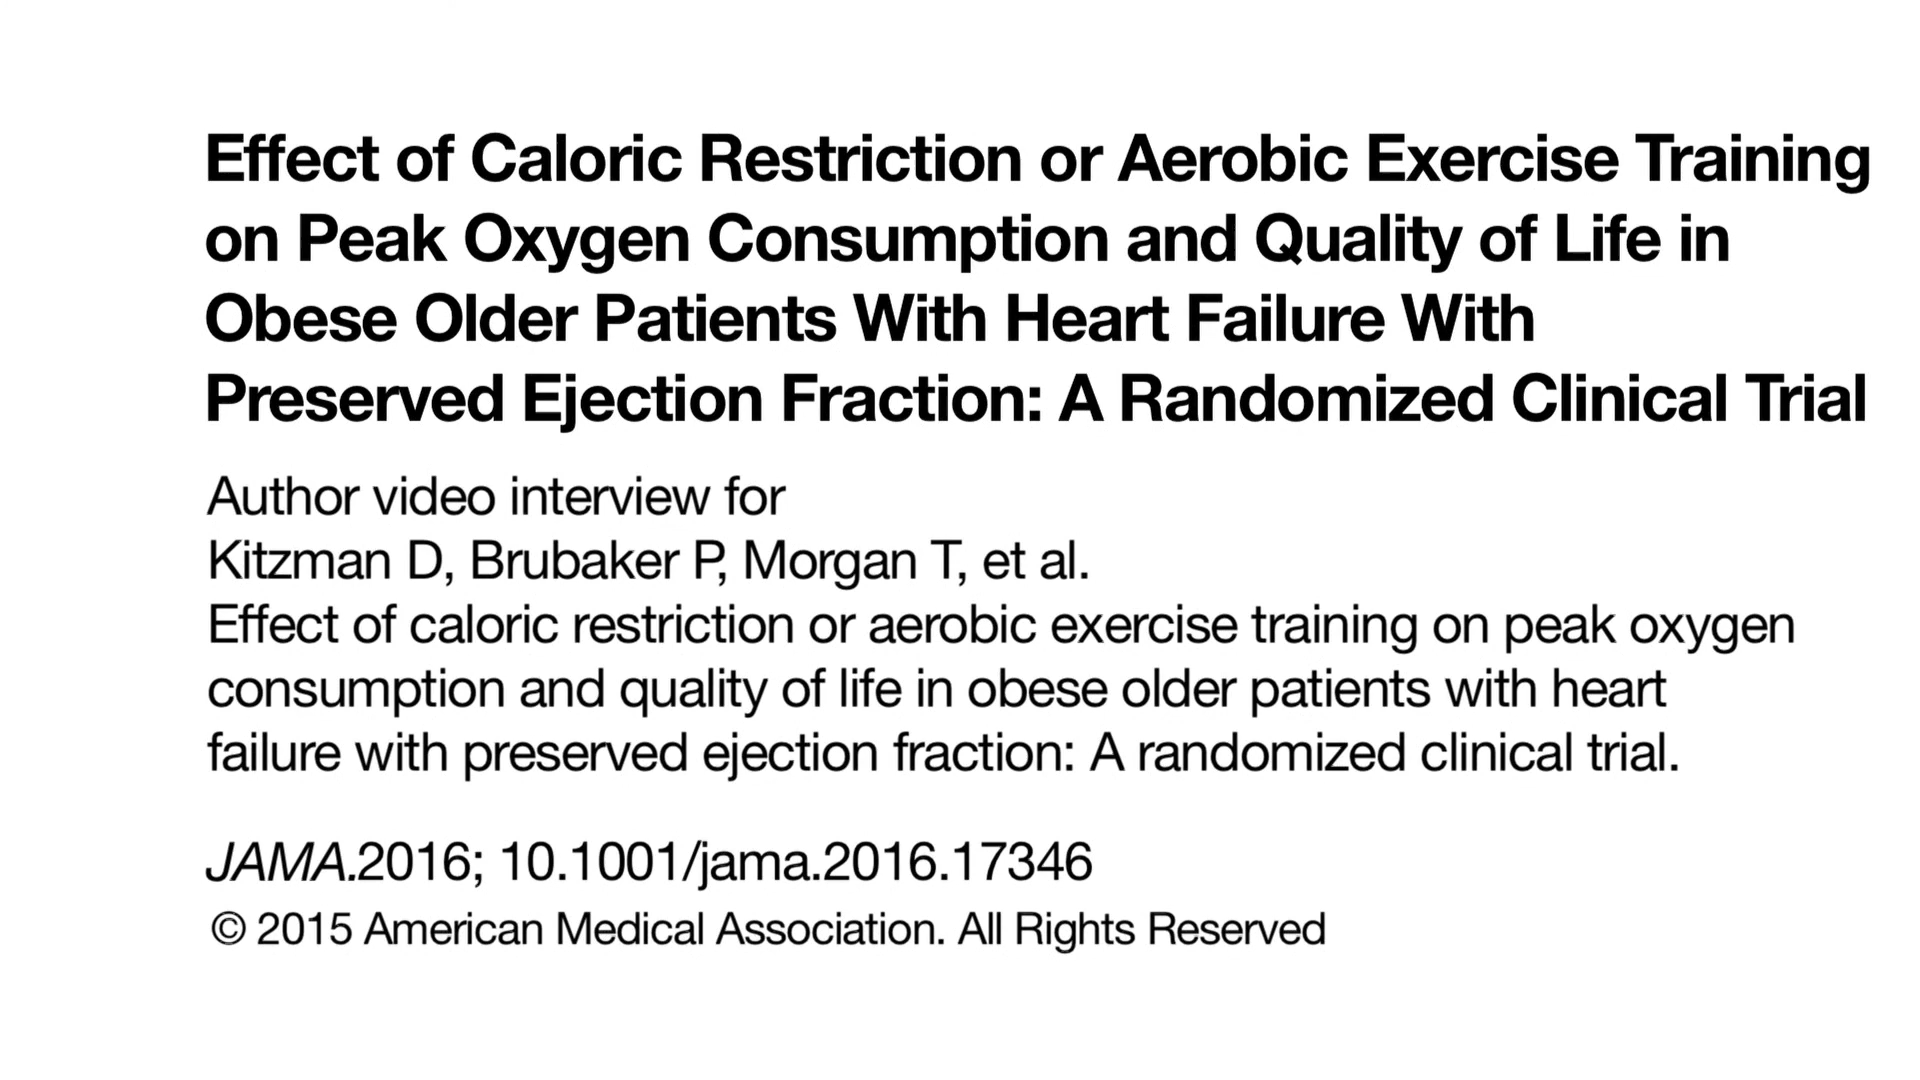 Effect of Caloric Restriction or Aerobic Exercise Training
on Peak Oxygen Consumption and Quality of Life in
Obese Older Patients With Heart Failure With
Preserved Ejection Fraction: A Randomized Clinical Trial
Author video interview for
Kitzman D, Brubaker P, Morgan T, et al.
Effect of caloric restriction or aerobic exercise training on peak oxygen
consumption and quality of life in obese older patients with heart
failure with preserved ejection fraction: A randomized clinical trial.
JAMA.2016; 10.1001/jama.2016.17346
© 2015 American Medical Association. All Rights Reserved